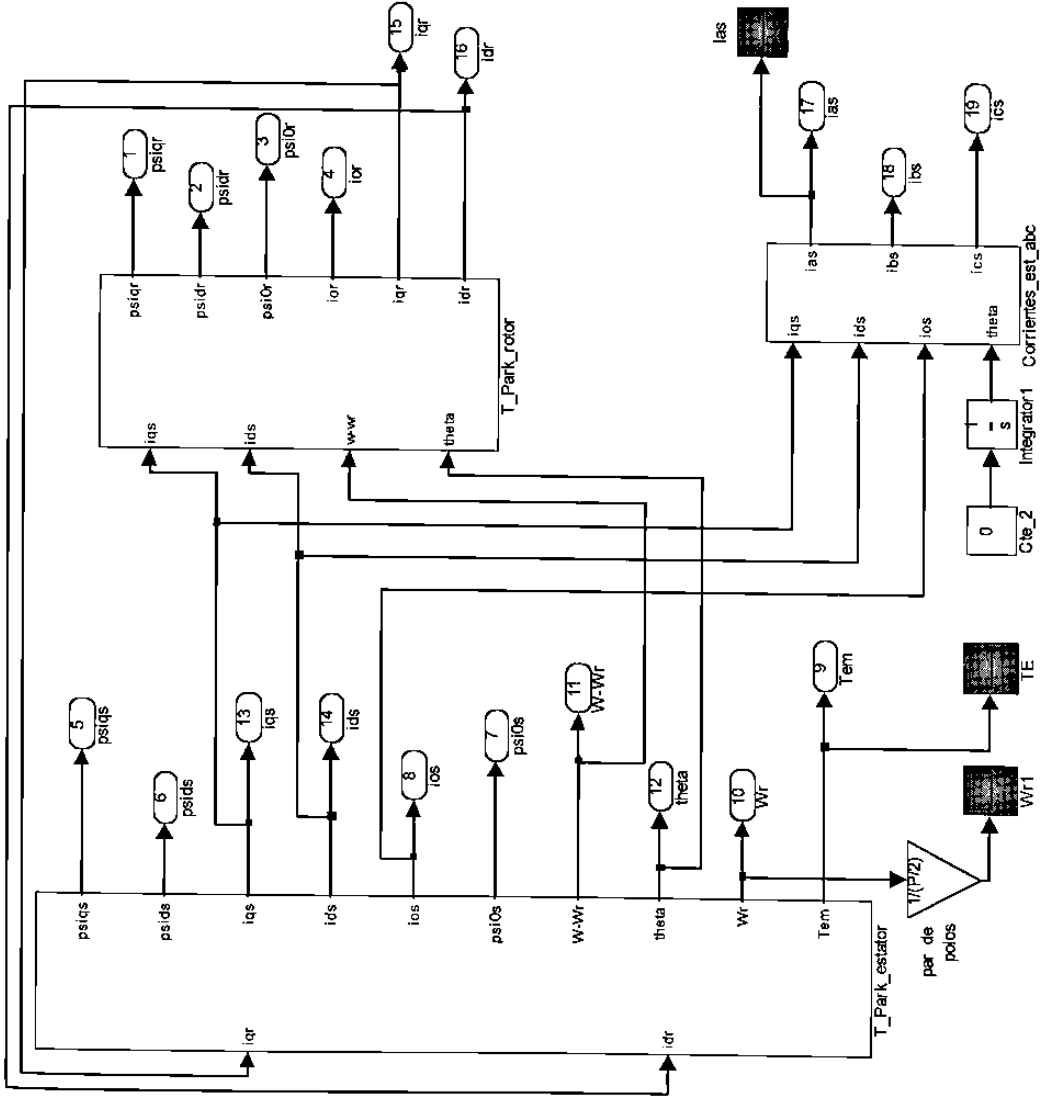 iqr
idr
T_Park_estator
psiqs
psids
iqs
ids
ios
psi0s
W-Wr
theta
Wr
Tem
5
psiqs
6
psids
13
iqs
14
ids
8
ios
7
psi0s
11
W-Wr
12
theta
10
Wr
9
Tem
1/(P/2)
par de
polos
Wr1
TE
iqs
ids
w-wr
theta
T_Park_rotor
psiqr
psidr
psi0r
ior
iqr
idr
1
psiqr
2
psidr
3
psi0r
4
ior
15
iqr
16
idr
0
Cte_2
1
s
Integrator1
iqs
ids
ios
theta
Corrientes_est_abc
ias
ibs
ics
17
ias
18
ibs
19
ics
Ias